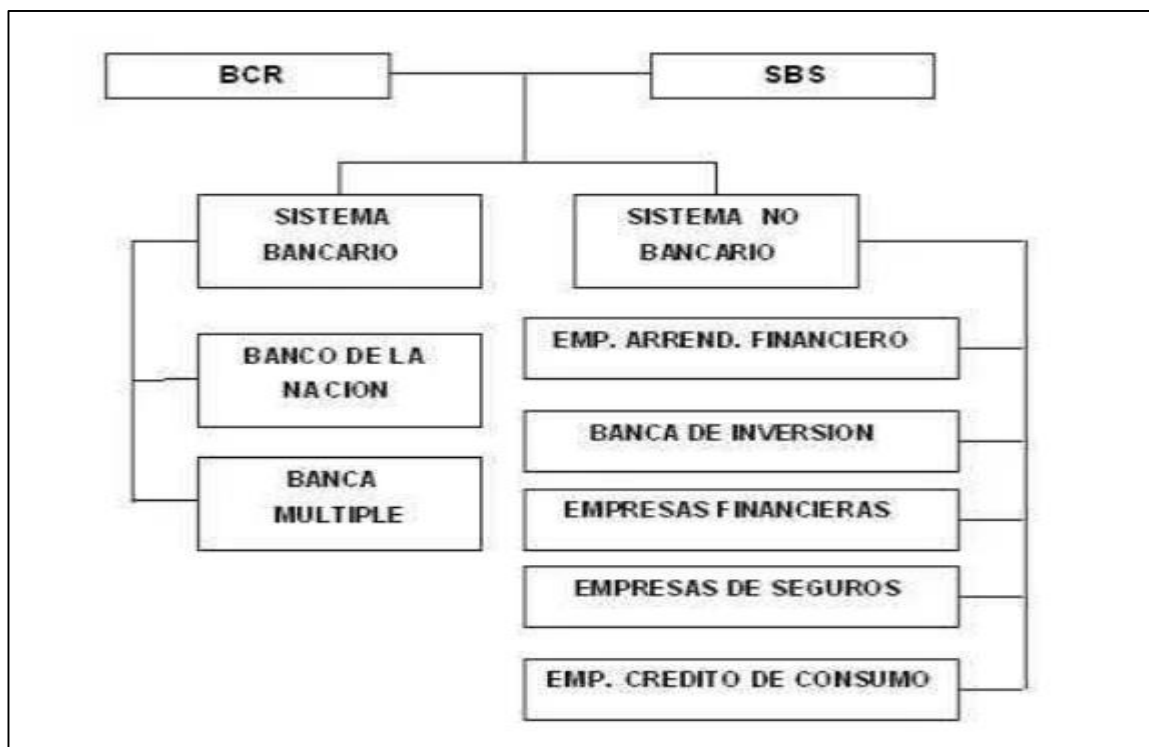 BCR
SBS
SISTEMA
BANCARIO
SISTEMA NO
BANCARIO
BANCO DE LA
NACION
BANCA
MULTIPLE
EMP. ARREND. FINANCIERO
BANCA DE INVERSION
EMPRESAS FINANCIERAS
EMPRESAS DE SEGUROS
EMP. CREDITO DE CONSUMO